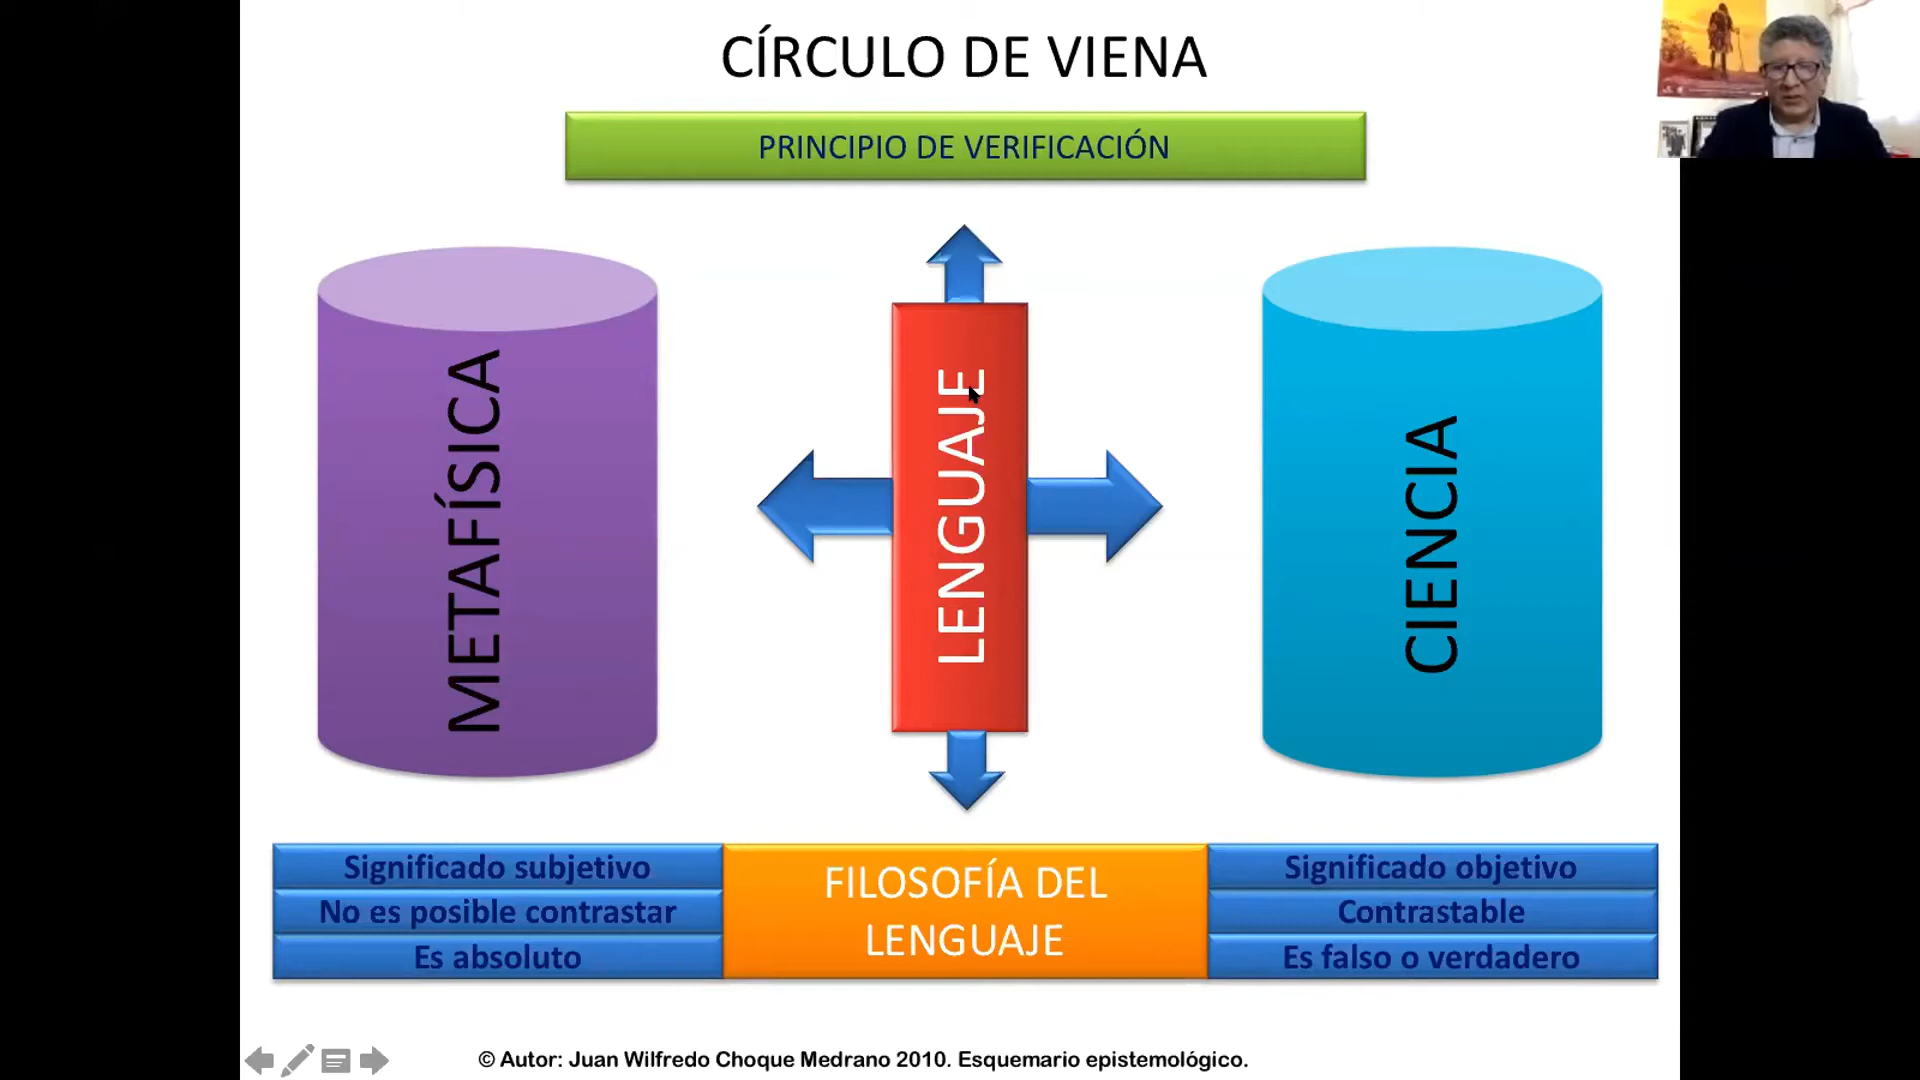 CÍRCULO DE VIENA
PRINCIPIO DE VERIFICACIÓN
METAFÍSICA
LENGUAJE
CIENCIA
Significado subjetivo
No es posible contrastar
Es absoluto
FILOSOFÍA DEL
LENGUAJE
Significado objetivo
Contrastable
Es falso o verdadero
© Autor: Juan Wilfredo Choque Medrano 2010. Esquemario epistemológico.